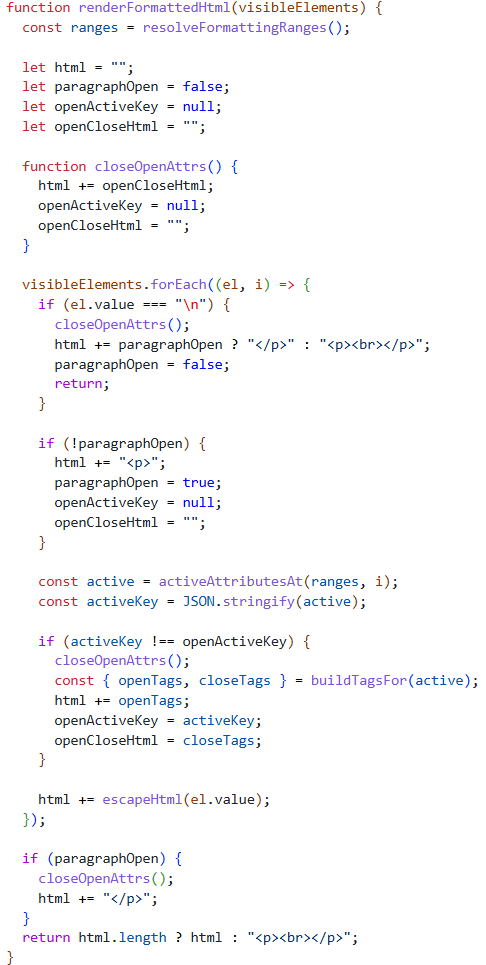 function renderFormattedHtml(visibleElements) {
  const ranges = resolveFormattingRanges();

  let html = "";
  let paragraphOpen = false;
  let openActiveKey = null;
  let openCloseHtml = "";

  function closeOpenAttrs() {
    html += openCloseHtml;
    openActiveKey = null;
    openCloseHtml = "";
  }

  visibleElements.forEach((el, i) => {
    if (el.value === "\n") {
      closeOpenAttrs();
      html += paragraphOpen ? "</p>" : "<p><br></p>";
      paragraphOpen = false;
      return;
    }

    if (!paragraphOpen) {
      html += "<p>";
      paragraphOpen = true;
      openActiveKey = null;
      openCloseHtml = "";
    }

    const active = activeAttributesAt(ranges, i);
    const activeKey = JSON.stringify(active);

    if (activeKey !== openActiveKey) {
      closeOpenAttrs();
      const { openTags, closeTags } = buildTagsFor(active);
      html += openTags;
      openActiveKey = activeKey;
      openCloseHtml = closeTags;
    }

    html += escapeHtml(el.value);
  });

  if (paragraphOpen) {
    closeOpenAttrs();
    html += "</p>";
  }
  return html.length ? html : "<p><br></p>";
}